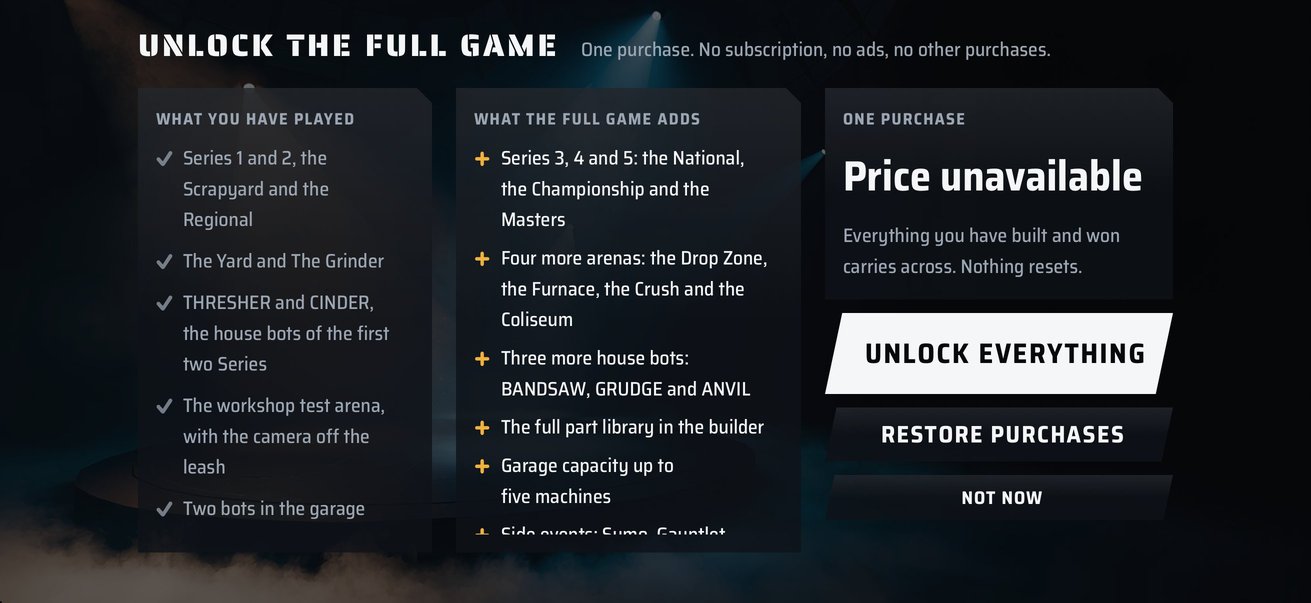 UNLOCK THE FULL GAME
One purchase. No subscription, no ads, no other purchases.
WHAT YOU HAVE PLAYED
Series 1 and 2, the
Scrapyard and the
Regional
The Yard and The Grinder
THRESHER and CINDER,
the house bots of the first
two Series
The workshop test arena,
with the camera off the
leash
Two bots in the garage
WHAT THE FULL GAME ADDS
Series 3, 4 and 5: the National,
the Championship and the
Masters
Four more arenas: the Drop Zone,
the Furnace, the Crush and the
Coliseum
Three more house bots:
BANDSAW, GRUDGE and ANVIL
The full part library in the builder
Garage capacity up to
five machines
Side events: Sumo, Gauntlet
ONE PURCHASE
Price unavailable
Everything you have built and won
carries across. Nothing resets.
UNLOCK EVERYTHING
RESTORE PURCHASES
NOT NOW